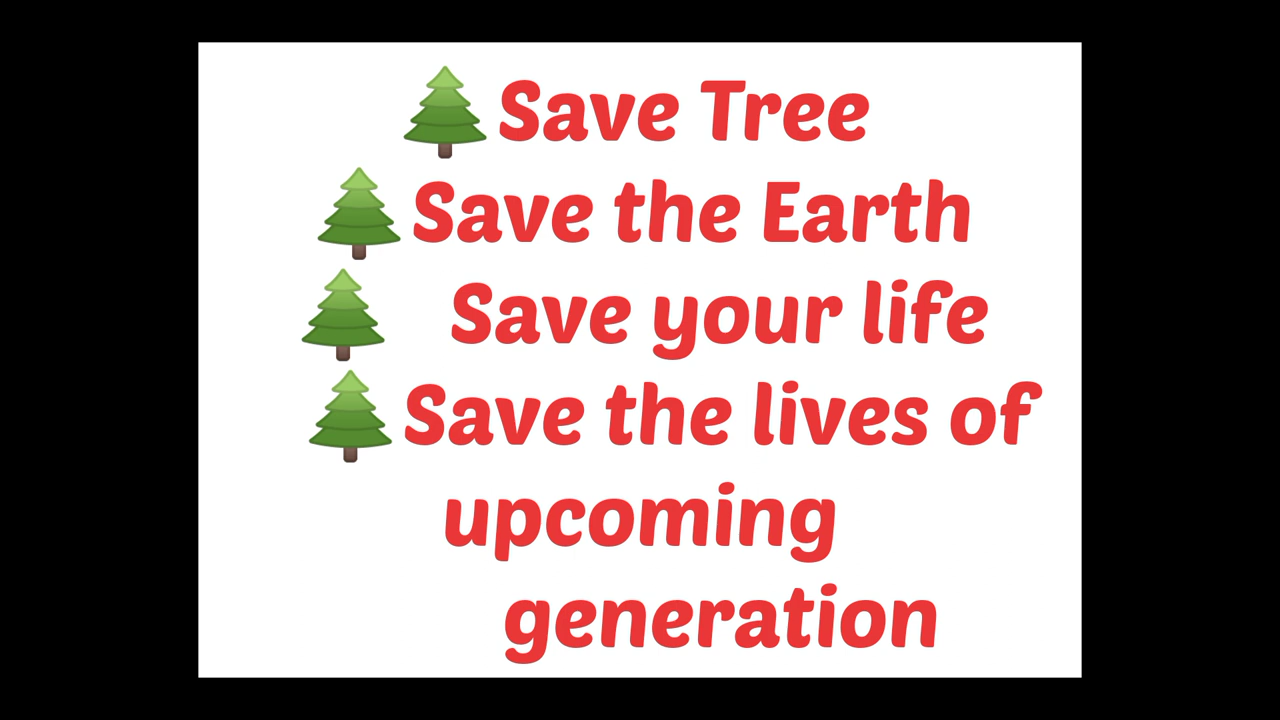 🌲Save Tree
🌲Save the Earth
🌲 Save your life
🌲Save the lives of
upcoming
generation